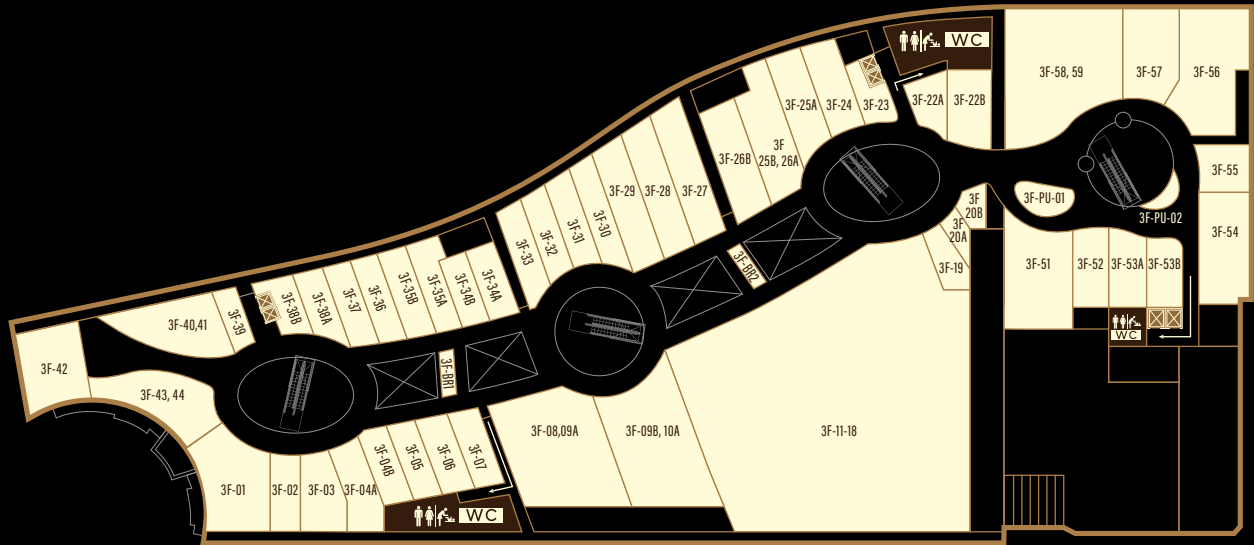 WC
3F-58, 59
3F-57
3F-56
3F-25A
3F-24
3F-23
3F-22A
3F-22B
3F-26B
3F
25B, 26A
3F-29
3F-28
3F-27
3F-55
3F-PU-01
3F-PU-02
3F
20B
3F
20A
3F-19
3F-54
3F-33
3F-32
3F-31
3F-30
3F-BR2
3F-51
3F-52
3F-53A
3F-53B
WC
3F-38B
3F-38A
3F-37
3F-36
3F-35B
3F-35A
3F-34B
3F-34A
3F-40,41
3F-39
3F-42
3F-43, 44
3F-BR1
3F-08,09A
3F-09B, 10A
3F-11-18
3F-01
3F-02
3F-03
3F-04A
3F-04B
3F-05
3F-06
3F-07
WC